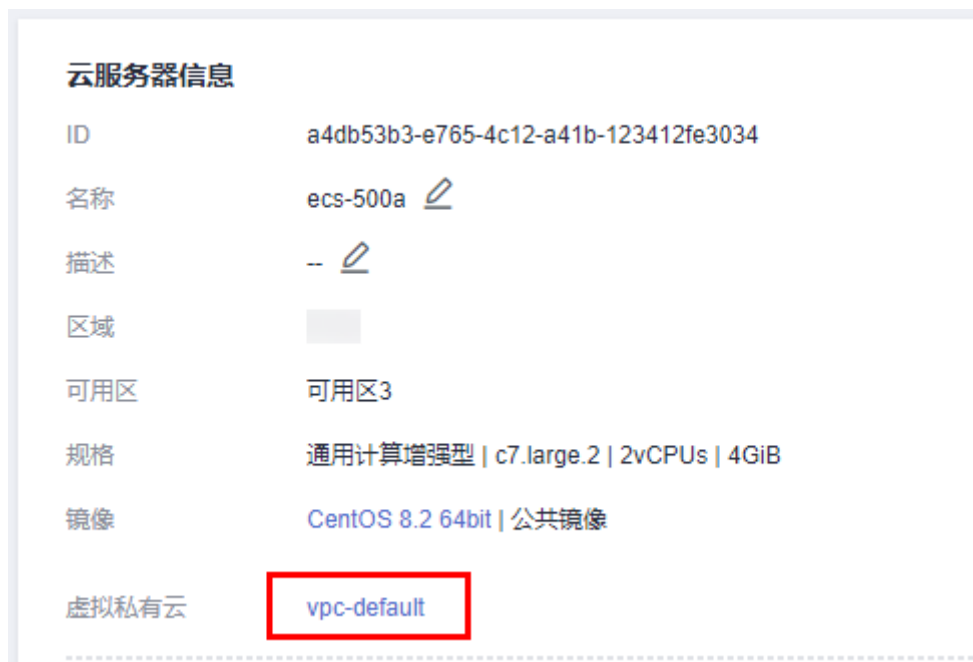 云服务器信息
ID a4db53b3-e765-4c12-a41b-123412fe3034
名称 ecs-500a
描述 --
区域
可用区 可用区3
规格 通用计算增强型 | c7.large.2 | 2vCPUs | 4GiB
镜像 CentOS 8.2 64bit | 公共镜像
虚拟私有云 vpc-default